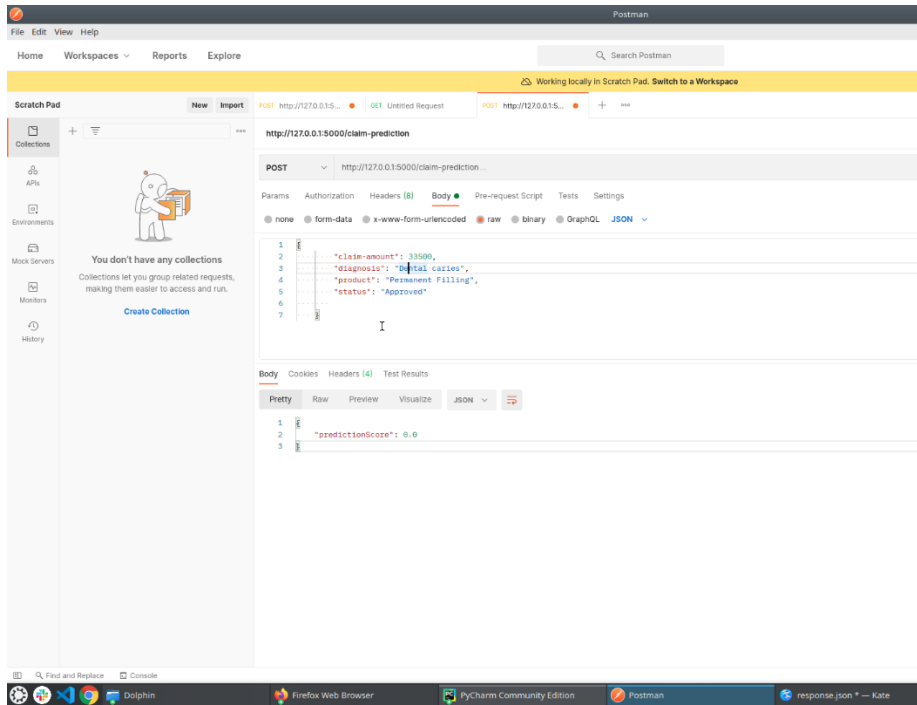 Postman
File Edit View Help
Home Workspaces Reports Explore Search Postman
Working locally in Scratch Pad. Switch to a Workspace
Scratch Pad New Import
POST http://127.0.0.1:5... GET Untitled Request POST http://127.0.0.1:5... + ooo
Collections
APIs
Environments
Mock Servers
Monitors
History
You don't have any collections
Collections let you group related requests,
making them easier to access and run.
Create Collection
http://127.0.0.1:5000/claim-prediction
POST http://127.0.0.1:5000/claim-prediction ...
Params Authorization Headers (8) Body Pre-request Script Tests Settings
none form-data x-www-form-urlencoded raw binary GraphQL JSON
1 {
2 "claim-amount": 33500,
3 "diagnosis": "Dental caries",
4 "product": "Permanent Filling",
5 "status": "Approved"
6
7 }
Body Cookies Headers (4) Test Results
Pretty Raw Preview Visualize JSON
1 {
2 "predictionScore": 0.0
3 }
Find and Replace Console
Dolphin Firefox Web Browser PyCharm Community Edition Postman response.json * — Kate